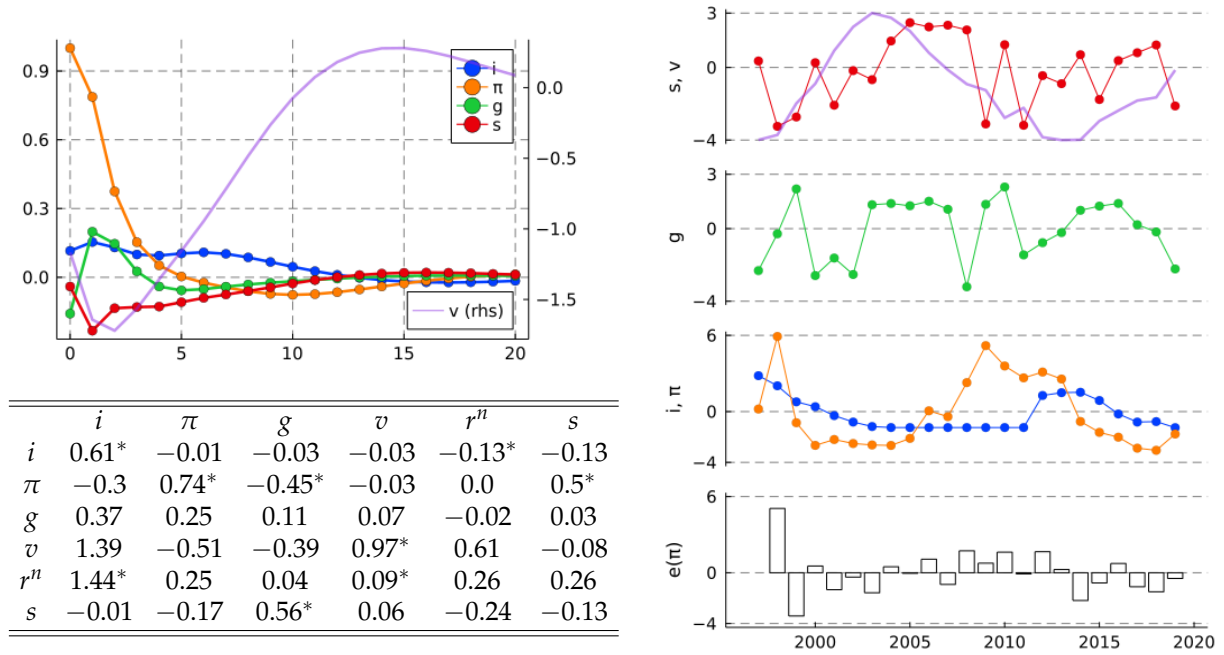 0.9
0.6
0.3
0.0
0.0
−0.5
−1.0
−1.5
i
π
g
s
v (rhs)
0 5 10 15 20
i π g v rⁿ s
i 0.61* −0.01 −0.03 −0.03 −0.13* −0.13
π −0.3 0.74* −0.45* −0.03 0.0 0.5*
g 0.37 0.25 0.11 0.07 −0.02 0.03
v 1.39 −0.51 −0.39 0.97* 0.61 −0.08
rⁿ 1.44* 0.25 0.04 0.09* 0.26 0.26
s −0.01 −0.17 0.56* 0.06 −0.24 −0.13
s, v
3
0
−4
g
3
0
−4
i, π
6
0
−4
e(π)
6
0
−4
2000 2005 2010 2015 2020